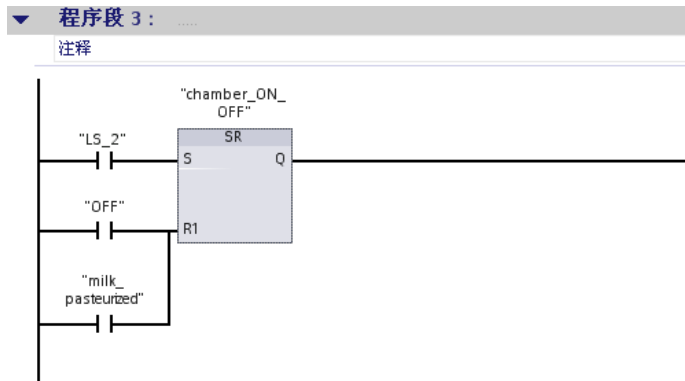 程序段 3： .....
注释
"chamber_ON_
OFF"
"LS_2"
SR
S
Q
"OFF"
R1
"milk_
pasteurized"